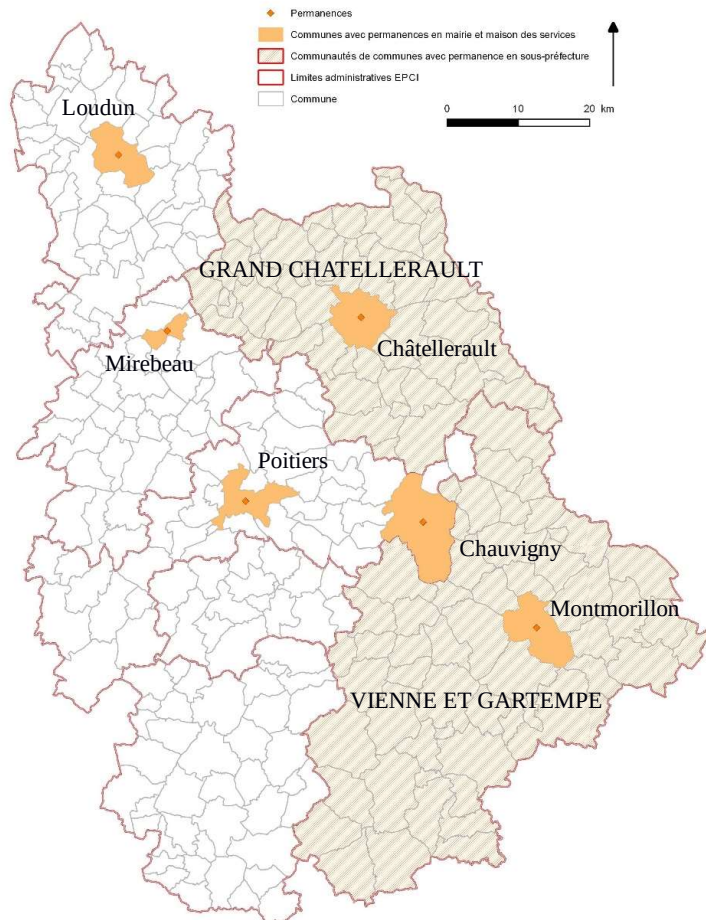 Permanences
Communes avec permanences en mairie et maison des services
Communautés de communes avec permanence en sous-préfecture
Limites administratives EPCI
Commune
0 10 20 km
Loudun
GRAND CHATELLERAULT
Mirebeau
Châtellerault
Poitiers
Chauvigny
Montmorillon
VIENNE ET GARTEMPE